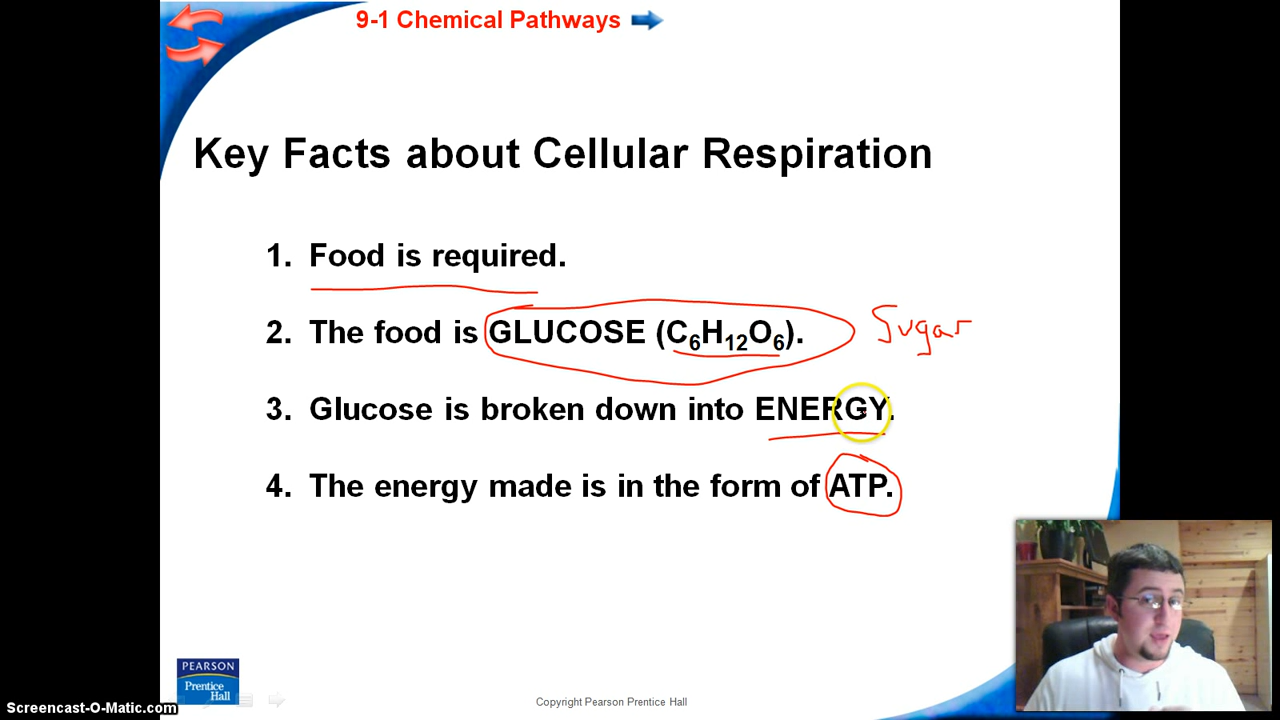 9-1 Chemical Pathways
Key Facts about Cellular Respiration
1. Food is required.
2. The food is GLUCOSE (C₆H₁₂O₆). Sugar
3. Glucose is broken down into ENERGY.
4. The energy made is in the form of ATP.
PEARSON
Prentice
Hall
Copyright Pearson Prentice Hall
Screencast-O-Matic.com